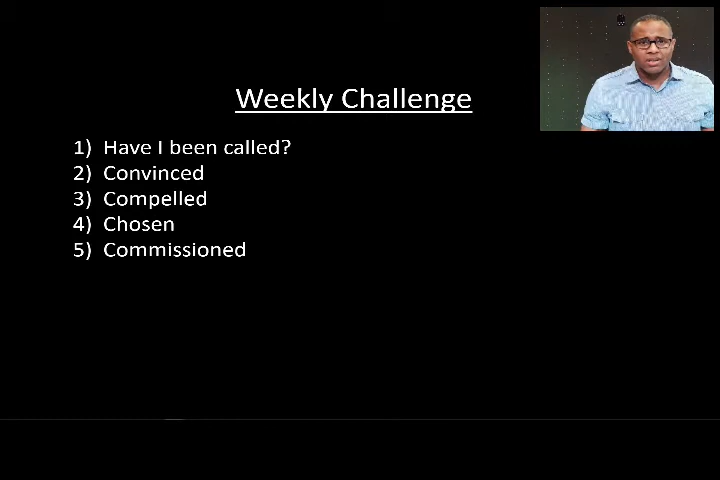 Weekly Challenge
1) Have I been called?
2) Convinced
3) Compelled
4) Chosen
5) Commissioned